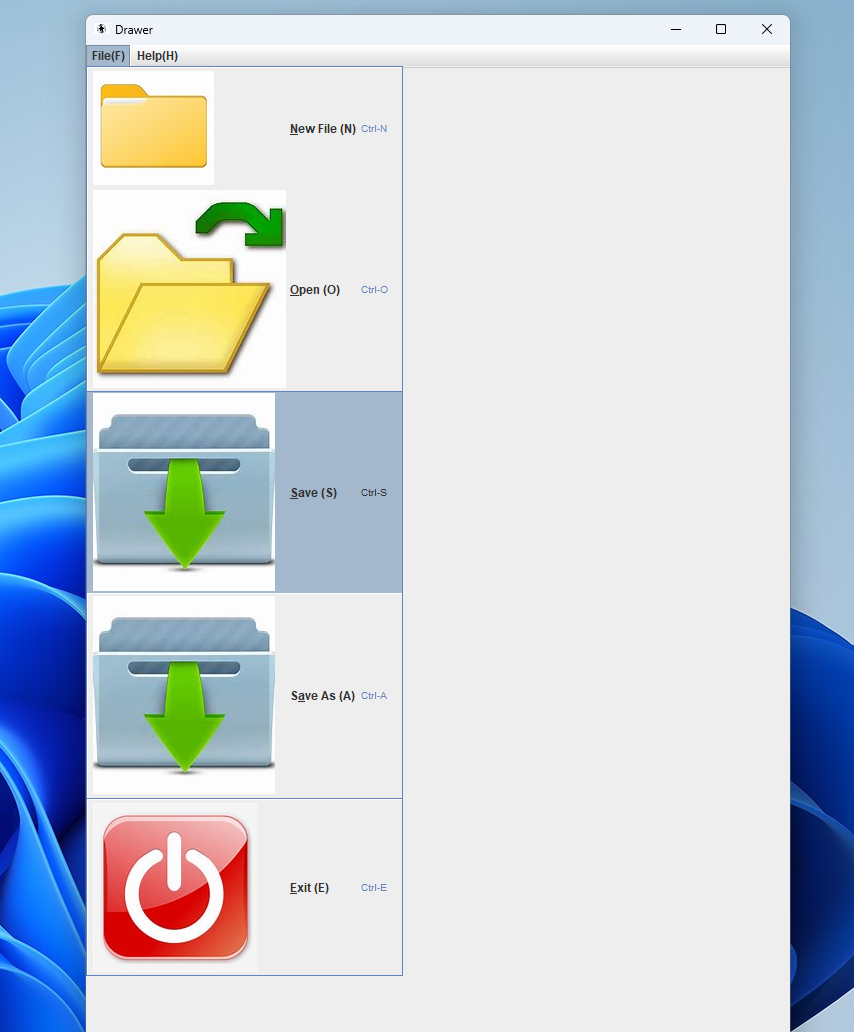 Drawer
File(F) Help(H)
New File (N) Ctrl-N
Open (O) Ctrl-O
Save (S) Ctrl-S
Save As (A) Ctrl-A
Exit (E) Ctrl-E